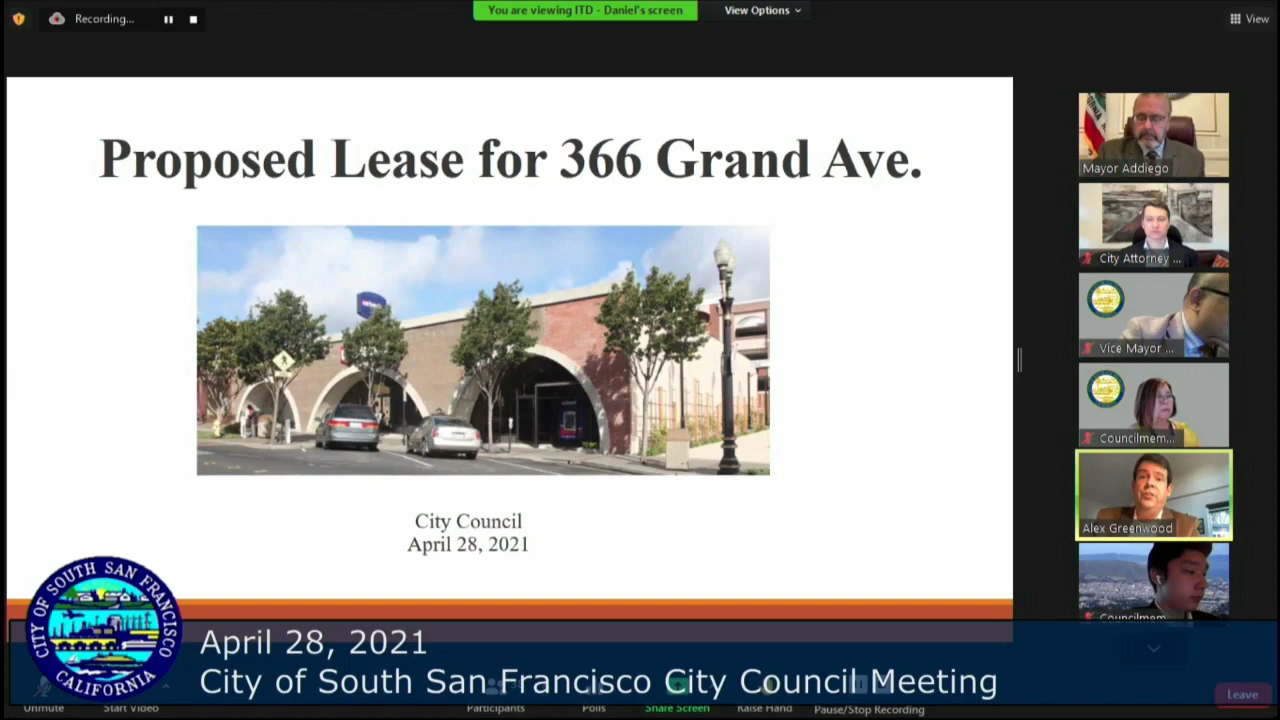 Recording...
You are viewing ITD - Daniel's screen
View Options
View
Proposed Lease for 366 Grand Ave.
City Council
April 28, 2021
Mayor Addiego
City Attorney ...
Vice Mayor ...
Councilmem...
Alex Greenwood
Councilmem
CITY OF SOUTH SAN FRANCISCO
CALIFORNIA
April 28, 2021
City of South San Francisco City Council Meeting
Unmute
Start Video
Participants
Polls
Share Screen
Raise Hand
Pause/Stop Recording
Leave